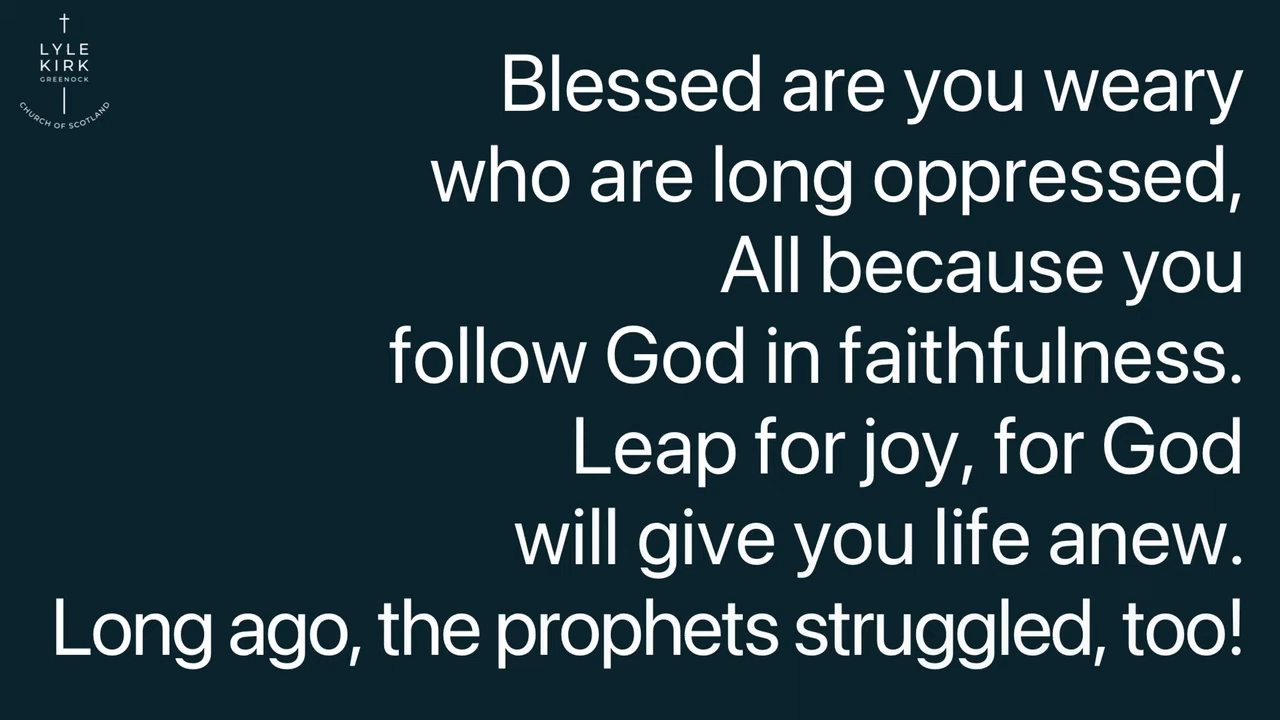 LYLE
KIRK
GREENOCK
CHURCH OF SCOTLAND
Blessed are you weary
who are long oppressed,
All because you
follow God in faithfulness.
Leap for joy, for God
will give you life anew.
Long ago, the prophets struggled, too!